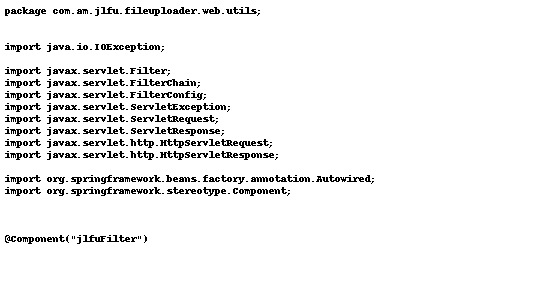 package com.am.jlfu.fileuploader.web.utils;
import java.io.IOException;
import javax.servlet.Filter;
import javax.servlet.FilterChain;
import javax.servlet.FilterConfig;
import javax.servlet.ServletException;
import javax.servlet.ServletRequest;
import javax.servlet.ServletResponse;
import javax.servlet.http.HttpServletRequest;
import javax.servlet.http.HttpServletResponse;
import org.springframework.beans.factory.annotation.Autowired;
import org.springframework.stereotype.Component;
@Component("jlfuFilter")